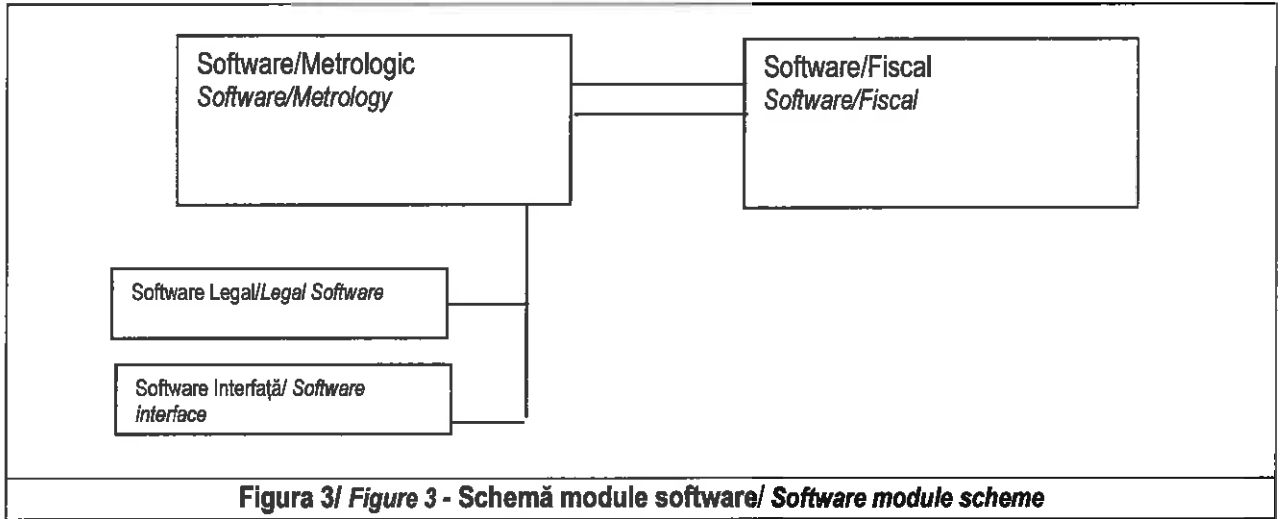 Software/Metrologic
Software/Metrology
Software/Fiscal
Software/Fiscal
Software Legal/Legal Software
Software Interfaţă/ Software
interface
Figura 3/ Figure 3 - Schemă module software/ Software module scheme